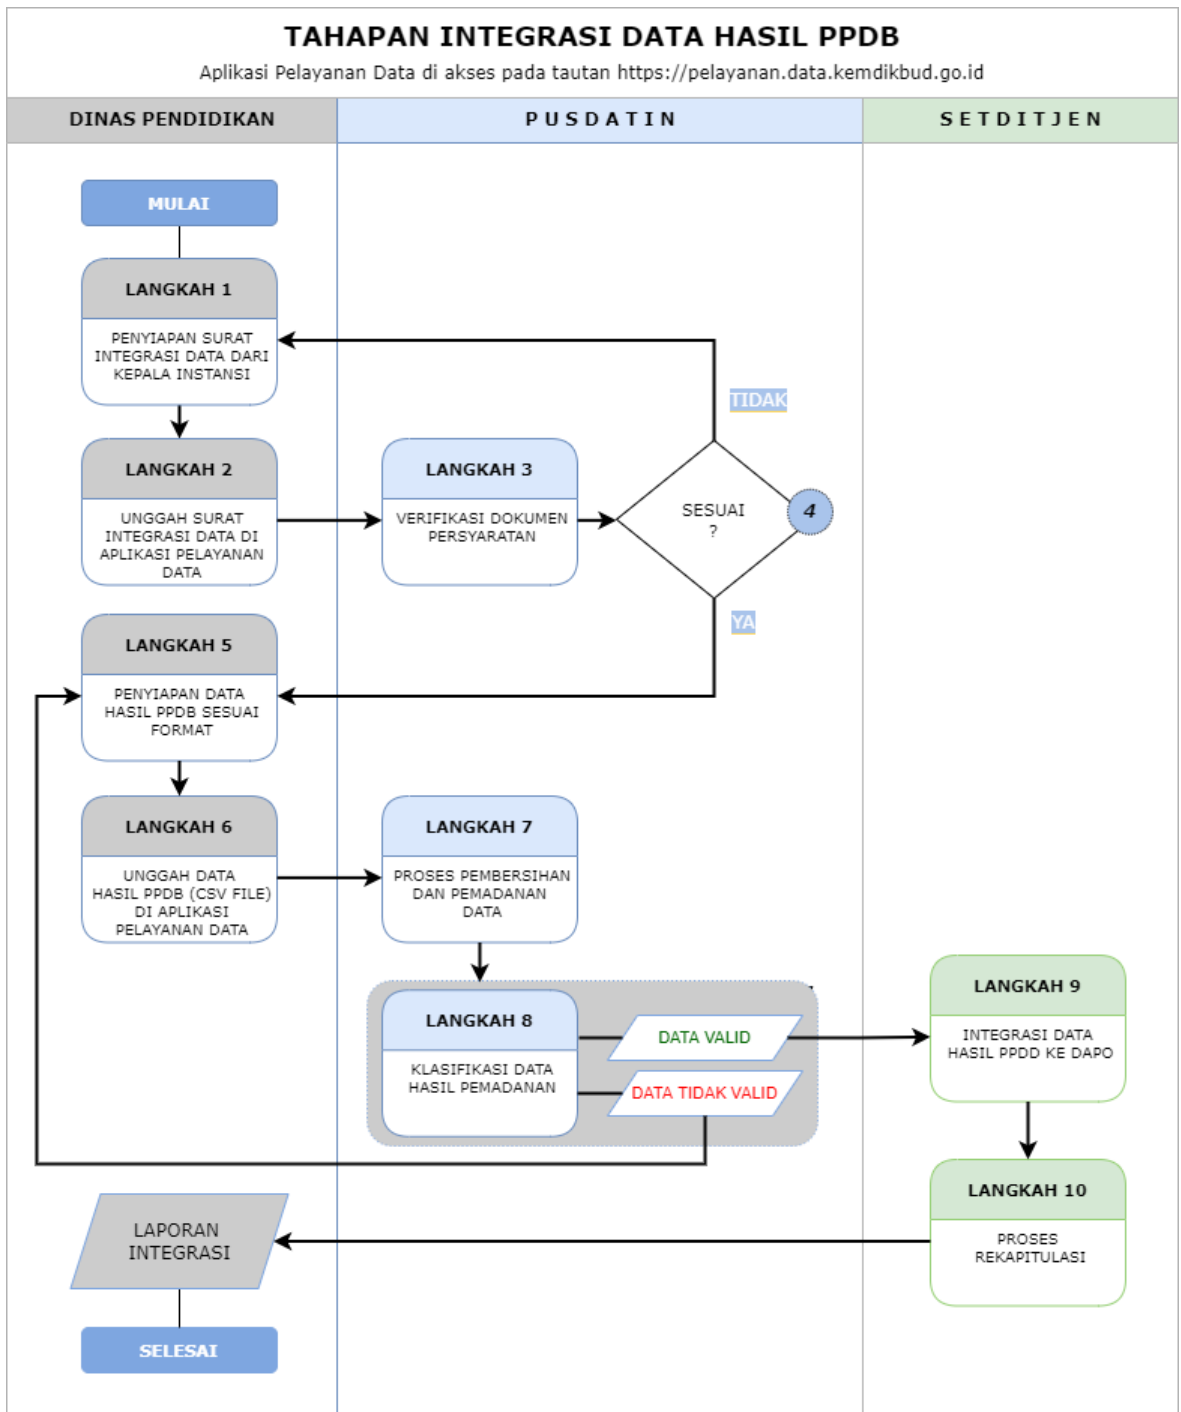 TAHAPAN INTEGRASI DATA HASIL PPDB
Aplikasi Pelayanan Data di akses pada tautan https://pelayanan.data.kemdikbud.go.id
DINAS PENDIDIKAN
P U S D A T I N
S E T D I T J E N
MULAI
LANGKAH 1
PENYIAPAN SURAT
INTEGRASI DATA DARI
KEPALA INSTANSI
TIDAK
LANGKAH 2
UNGGAH SURAT
INTEGRASI DATA DI
APLIKASI PELAYANAN
DATA
LANGKAH 3
VERIFIKASI DOKUMEN
PERSYARATAN
SESUAI
?
4
YA
LANGKAH 5
PENYIAPAN DATA
HASIL PPDB SESUAI
FORMAT
LANGKAH 6
UNGGAH DATA
HASIL PPDB (CSV FILE)
DI APLIKASI
PELAYANAN DATA
LANGKAH 7
PROSES PEMBERSIHAN
DAN PEMADANAN
DATA
LANGKAH 8
KLASIFIKASI DATA
HASIL PEMADANAN
DATA VALID
DATA TIDAK VALID
LANGKAH 9
INTEGRASI DATA
HASIL PPDD KE DAPO
LANGKAH 10
PROSES
REKAPITULASI
LAPORAN
INTEGRASI
SELESAI